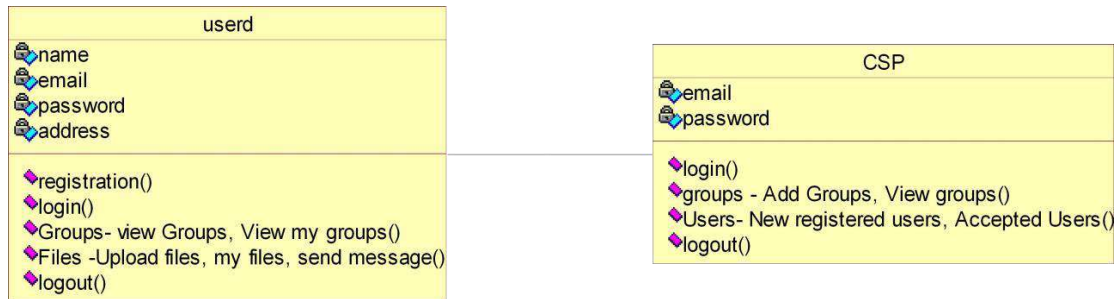 userd
name
email
password
address
registration()
login()
Groups- view Groups, View my groups()
Files -Upload files, my files, send message()
logout()
CSP
email
password
login()
groups - Add Groups, View groups()
Users- New registered users, Accepted Users()
logout()